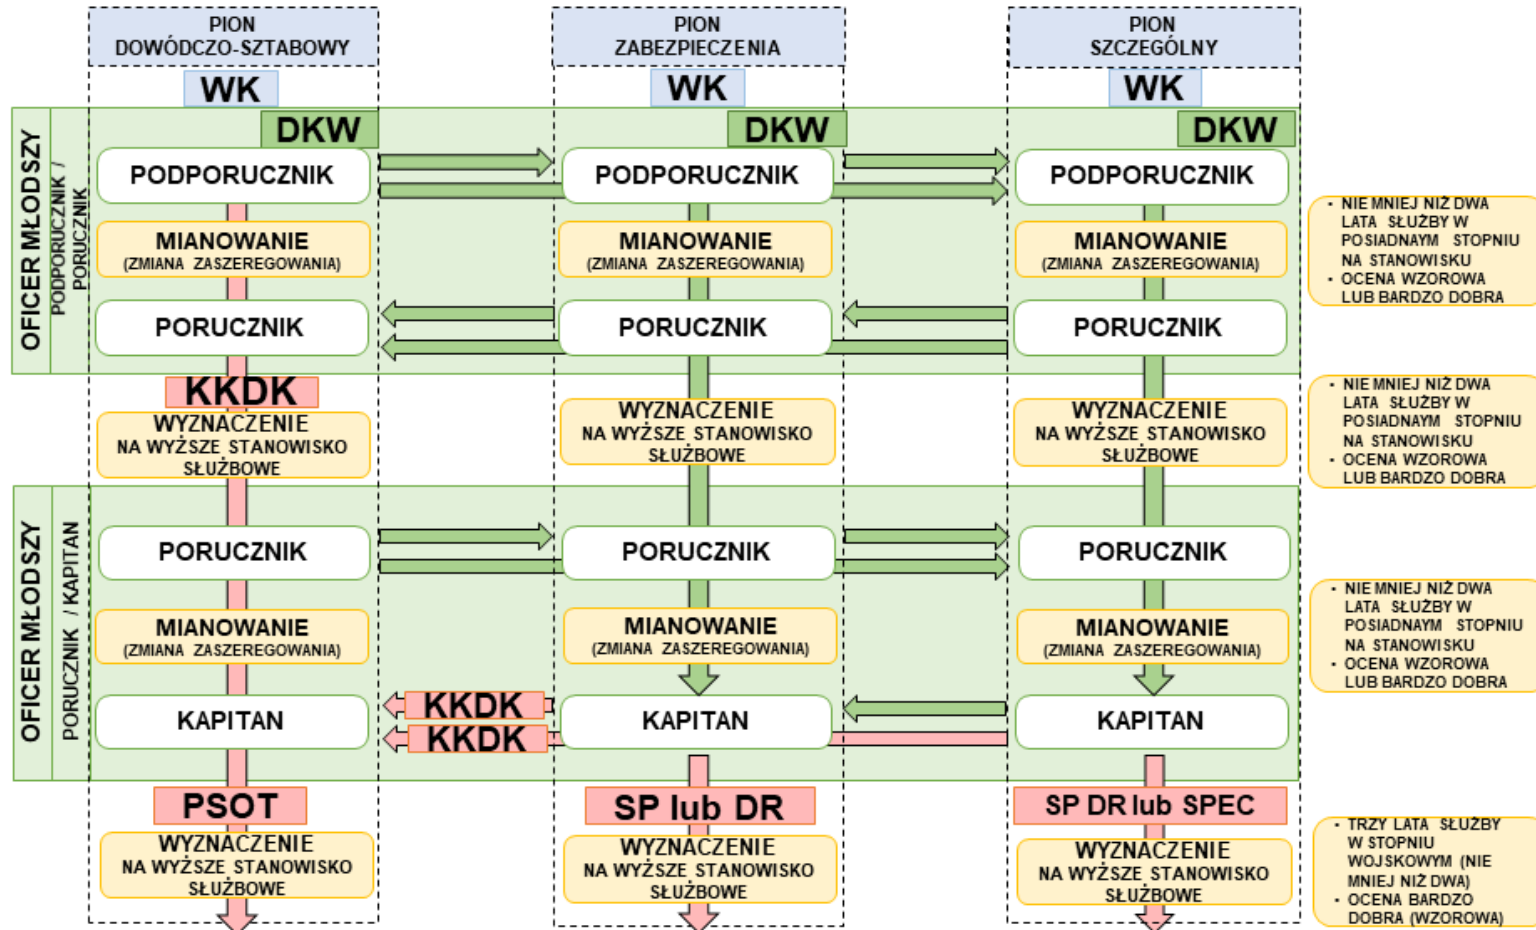 PION
DOWÓDCZO-SZTABOWY
PION
ZABEZPIECZENIA
PION
SZCZEGÓLNY
WK
WK
WK
OFICER MŁODSZY
PODPORUCZNIK /
PORUCZNIK
DKW
DKW
DKW
PODPORUCZNIK
PODPORUCZNIK
PODPORUCZNIK
MIANOWANIE
(ZMIANA ZASZEREGOWANIA)
MIANOWANIE
(ZMIANA ZASZEREGOWANIA)
MIANOWANIE
(ZMIANA ZASZEREGOWANIA)
• NIE MNIEJ NIŻ DWA
LATA SŁUŻBY W
POSIADNAYM STOPNIU
NA STANOWISKU
• OCENA WZOROWA
LUB BARDZO DOBRA
PORUCZNIK
PORUCZNIK
PORUCZNIK
KKDK
WYZNACZENIE
NA WYŻSZE STANOWISKO
SŁUŻBOWE
WYZNACZENIE
NA WYŻSZE STANOWISKO
SŁUŻBOWE
WYZNACZENIE
NA WYŻSZE STANOWISKO
SŁUŻBOWE
• NIE MNIEJ NIŻ DWA
LATA SŁUŻBY W
POSIADNAYM STOPNIU
NA STANOWISKU
• OCENA WZOROWA
LUB BARDZO DOBRA
OFICER MŁODSZY
PORUCZNIK / KAPITAN
PORUCZNIK
PORUCZNIK
PORUCZNIK
MIANOWANIE
(ZMIANA ZASZEREGOWANIA)
MIANOWANIE
(ZMIANA ZASZEREGOWANIA)
MIANOWANIE
(ZMIANA ZASZEREGOWANIA)
• NIE MNIEJ NIŻ DWA
LATA SŁUŻBY W
POSIADNAYM STOPNIU
NA STANOWISKU
• OCENA WZOROWA
LUB BARDZO DOBRA
KAPITAN
KKDK
KKDK
KAPITAN
KAPITAN
PSOT
SP lub DR
SP DR lub SPEC
WYZNACZENIE
NA WYŻSZE STANOWISKO
SŁUŻBOWE
WYZNACZENIE
NA WYŻSZE STANOWISKO
SŁUŻBOWE
WYZNACZENIE
NA WYŻSZE STANOWISKO
SŁUŻBOWE
• TRZY LATA SŁUŻBY
W STOPNIU
WOJSKOWYM (NIE
MNIEJ NIŻ DWA)
• OCENA BARDZO
DOBRA (WZOROWA)